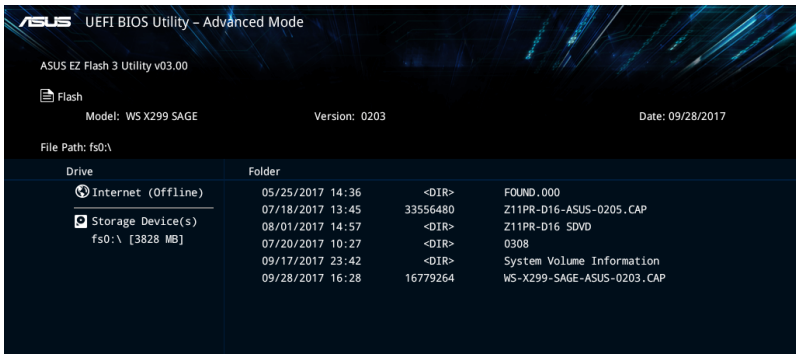 ASUS UEFI BIOS Utility – Advanced Mode
ASUS EZ Flash 3 Utility v03.00
Flash
Model: WS X299 SAGE Version: 0203 Date: 09/28/2017
File Path: fs0:\
Drive Folder
Internet (Offline) 05/25/2017 14:36 <DIR> FOUND.000
07/18/2017 13:45 33556480 Z11PR-D16-ASUS-0205.CAP
Storage Device(s) 08/01/2017 14:57 <DIR> Z11PR-D16 SDVD
fs0:\ [3828 MB] 07/20/2017 10:27 <DIR> 0308
09/17/2017 23:42 <DIR> System Volume Information
09/28/2017 16:28 16779264 WS-X299-SAGE-ASUS-0203.CAP